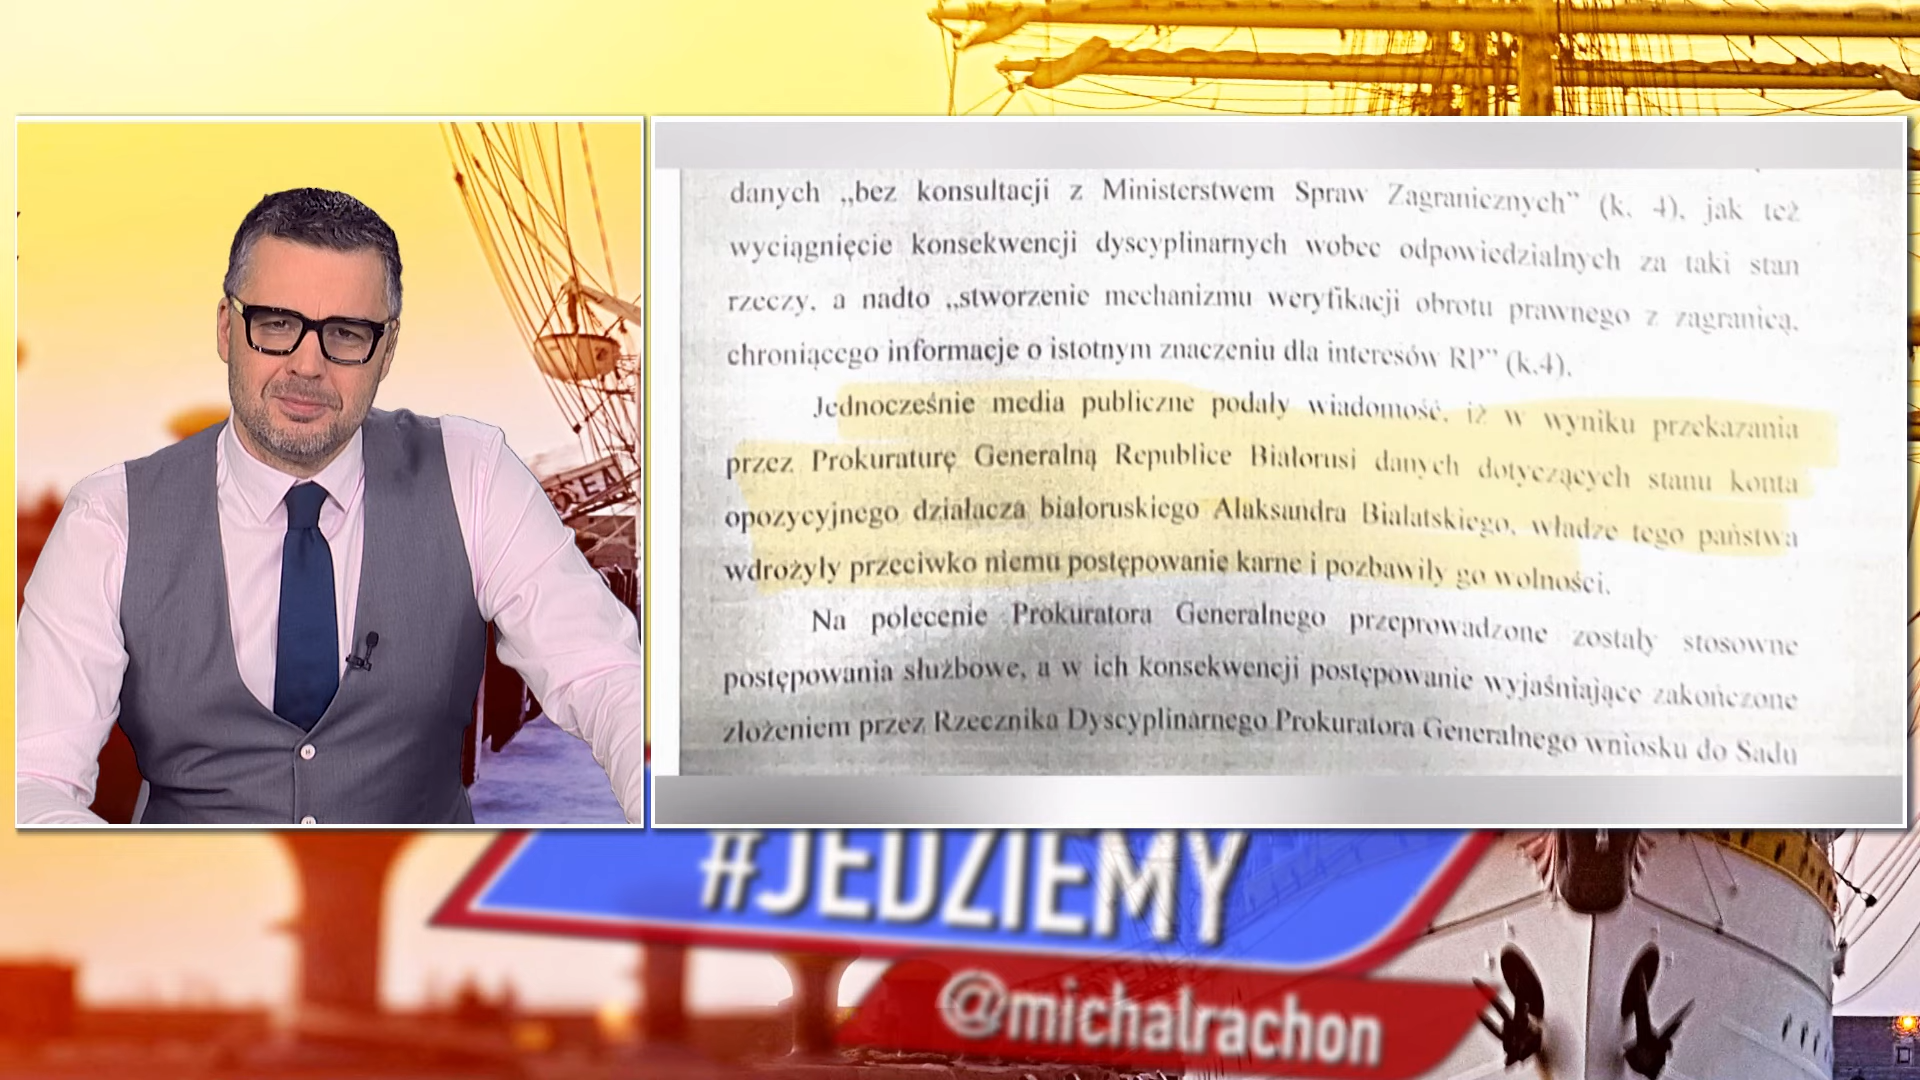 danych „bez konsultacji z Ministerstwem Spraw Zagranicznych” (k. 4), jak też
wyciągnięcie konsekwencji dyscyplinarnych wobec odpowiedzialnych za taki stan
rzeczy, a nadto „stworzenie mechanizmu weryfikacji obrotu prawnego z zagranicą,
chroniącego informacje o istotnym znaczeniu dla interesów RP” (k.4).
Jednocześnie media publiczne podały wiadomość, iż w wyniku przekazania
przez Prokuraturę Generalną Republice Białorusi danych dotyczących stanu konta
opozycyjnego działacza białoruskiego Alaksandra Bialatskiego, władze tego państwa
wdrożyły przeciwko niemu postępowanie karne i pozbawiły go wolności.
Na polecenie Prokuratora Generalnego przeprowadzone zostały stosowne
postępowania służbowe, a w ich konsekwencji postępowanie wyjaśniające zakończone
złożeniem przez Rzecznika Dyscyplinarnego Prokuratora Generalnego wniosku do Sądu
#JEDZIEMY
@michalrachon